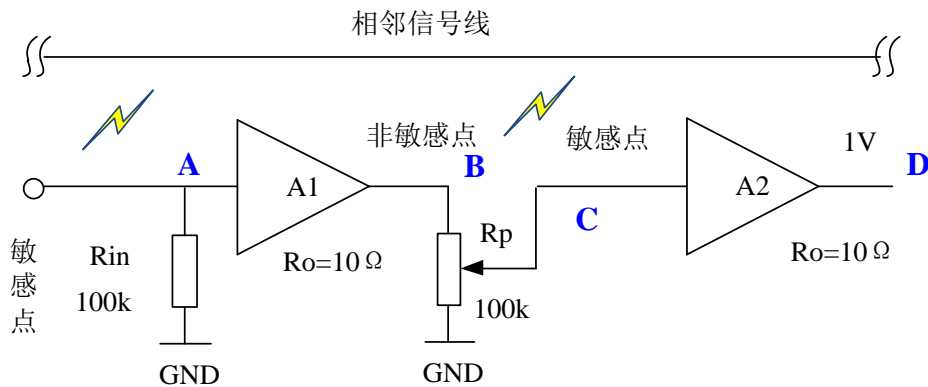 相邻信号线
非敏感点
敏感点
1V
A
B
D
A1
A2
C
敏感点
Rin
100k
Ro=10Ω
Rp
100k
Ro=10Ω
GND
GND